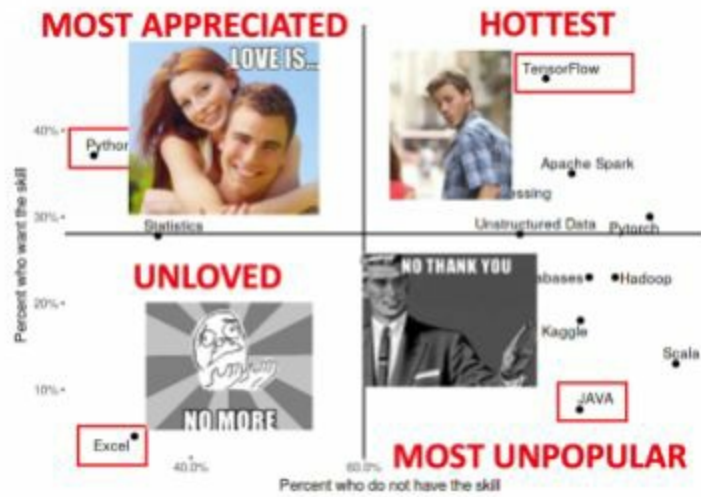 MOST APPRECIATED
HOTTEST
LOVE IS...
TensorFlow
40%
Python
Apache Spark
essing
30%
Statistics
Unstructured Data
Pytorch
Percent who want the skill
UNLOVED
NO THANK YOU
abases
Hadoop
20%
Kaggle
Scala
10%
JAVA
NO MORE
Excel
MOST UNPOPULAR
40.0%
60.0%
Percent who do not have the skill